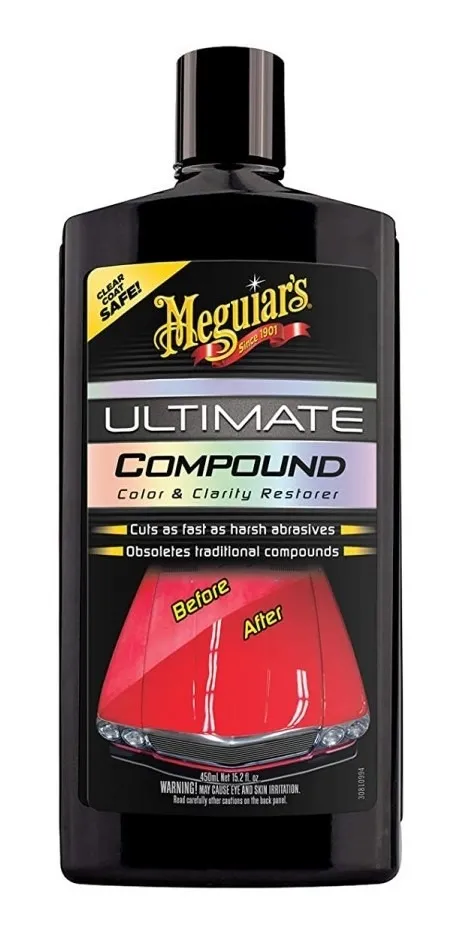 CLEAR
COAT
SAFE!
Meguiar's
Since 1901
ULTIMATE
COMPOUND
Color & Clarity Restorer
Cuts as fast as harsh abrasives
Obsoletes traditional compounds
Before
After
450mL Net 15.2 fl. oz
WARNING! MAY CAUSE EYE AND SKIN IRRITATION.
Read carefully other cautions on the back panel.
30810994